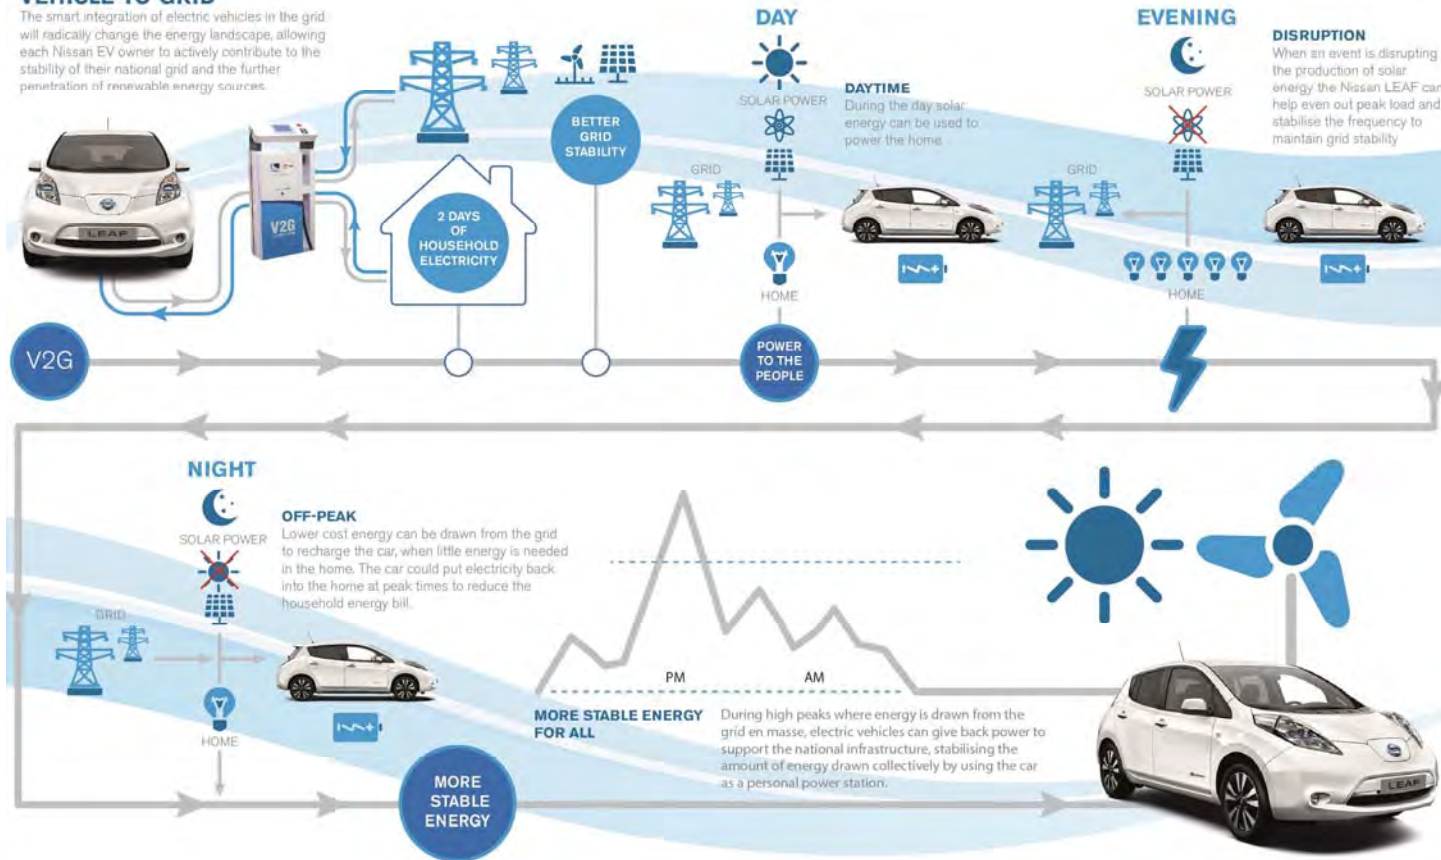 VEHICLE TO GRID
The smart integration of electric vehicles in the grid
will radically change the energy landscape, allowing
each Nissan EV owner to actively contribute to the
stability of their national grid and the further
penetration of renewable energy sources.
LEAF
V2G
2 DAYS
OF
HOUSEHOLD
ELECTRICITY
BETTER
GRID
STABILITY
DAY
SOLAR POWER
GRID
HOME
DAYTIME
During the day solar
energy can be used to
power the home
EVENING
SOLAR POWER
GRID
HOME
DISRUPTION
When an event is disrupting
the production of solar
energy the Nissan LEAF can
help even out peak load and
stabilise the frequency to
maintain grid stability
V2G
POWER
TO THE
PEOPLE
NIGHT
SOLAR POWER
GRID
HOME
OFF-PEAK
Lower cost energy can be drawn from the grid
to recharge the car, when little energy is needed
in the home. The car could put electricity back
into the home at peak times to reduce the
household energy bill.
PM
AM
MORE STABLE ENERGY
FOR ALL
During high peaks where energy is drawn from the
grid en masse, electric vehicles can give back power to
support the national infrastructure, stabilising the
amount of energy drawn collectively by using the car
as a personal power station.
MORE
STABLE
ENERGY
LEAF